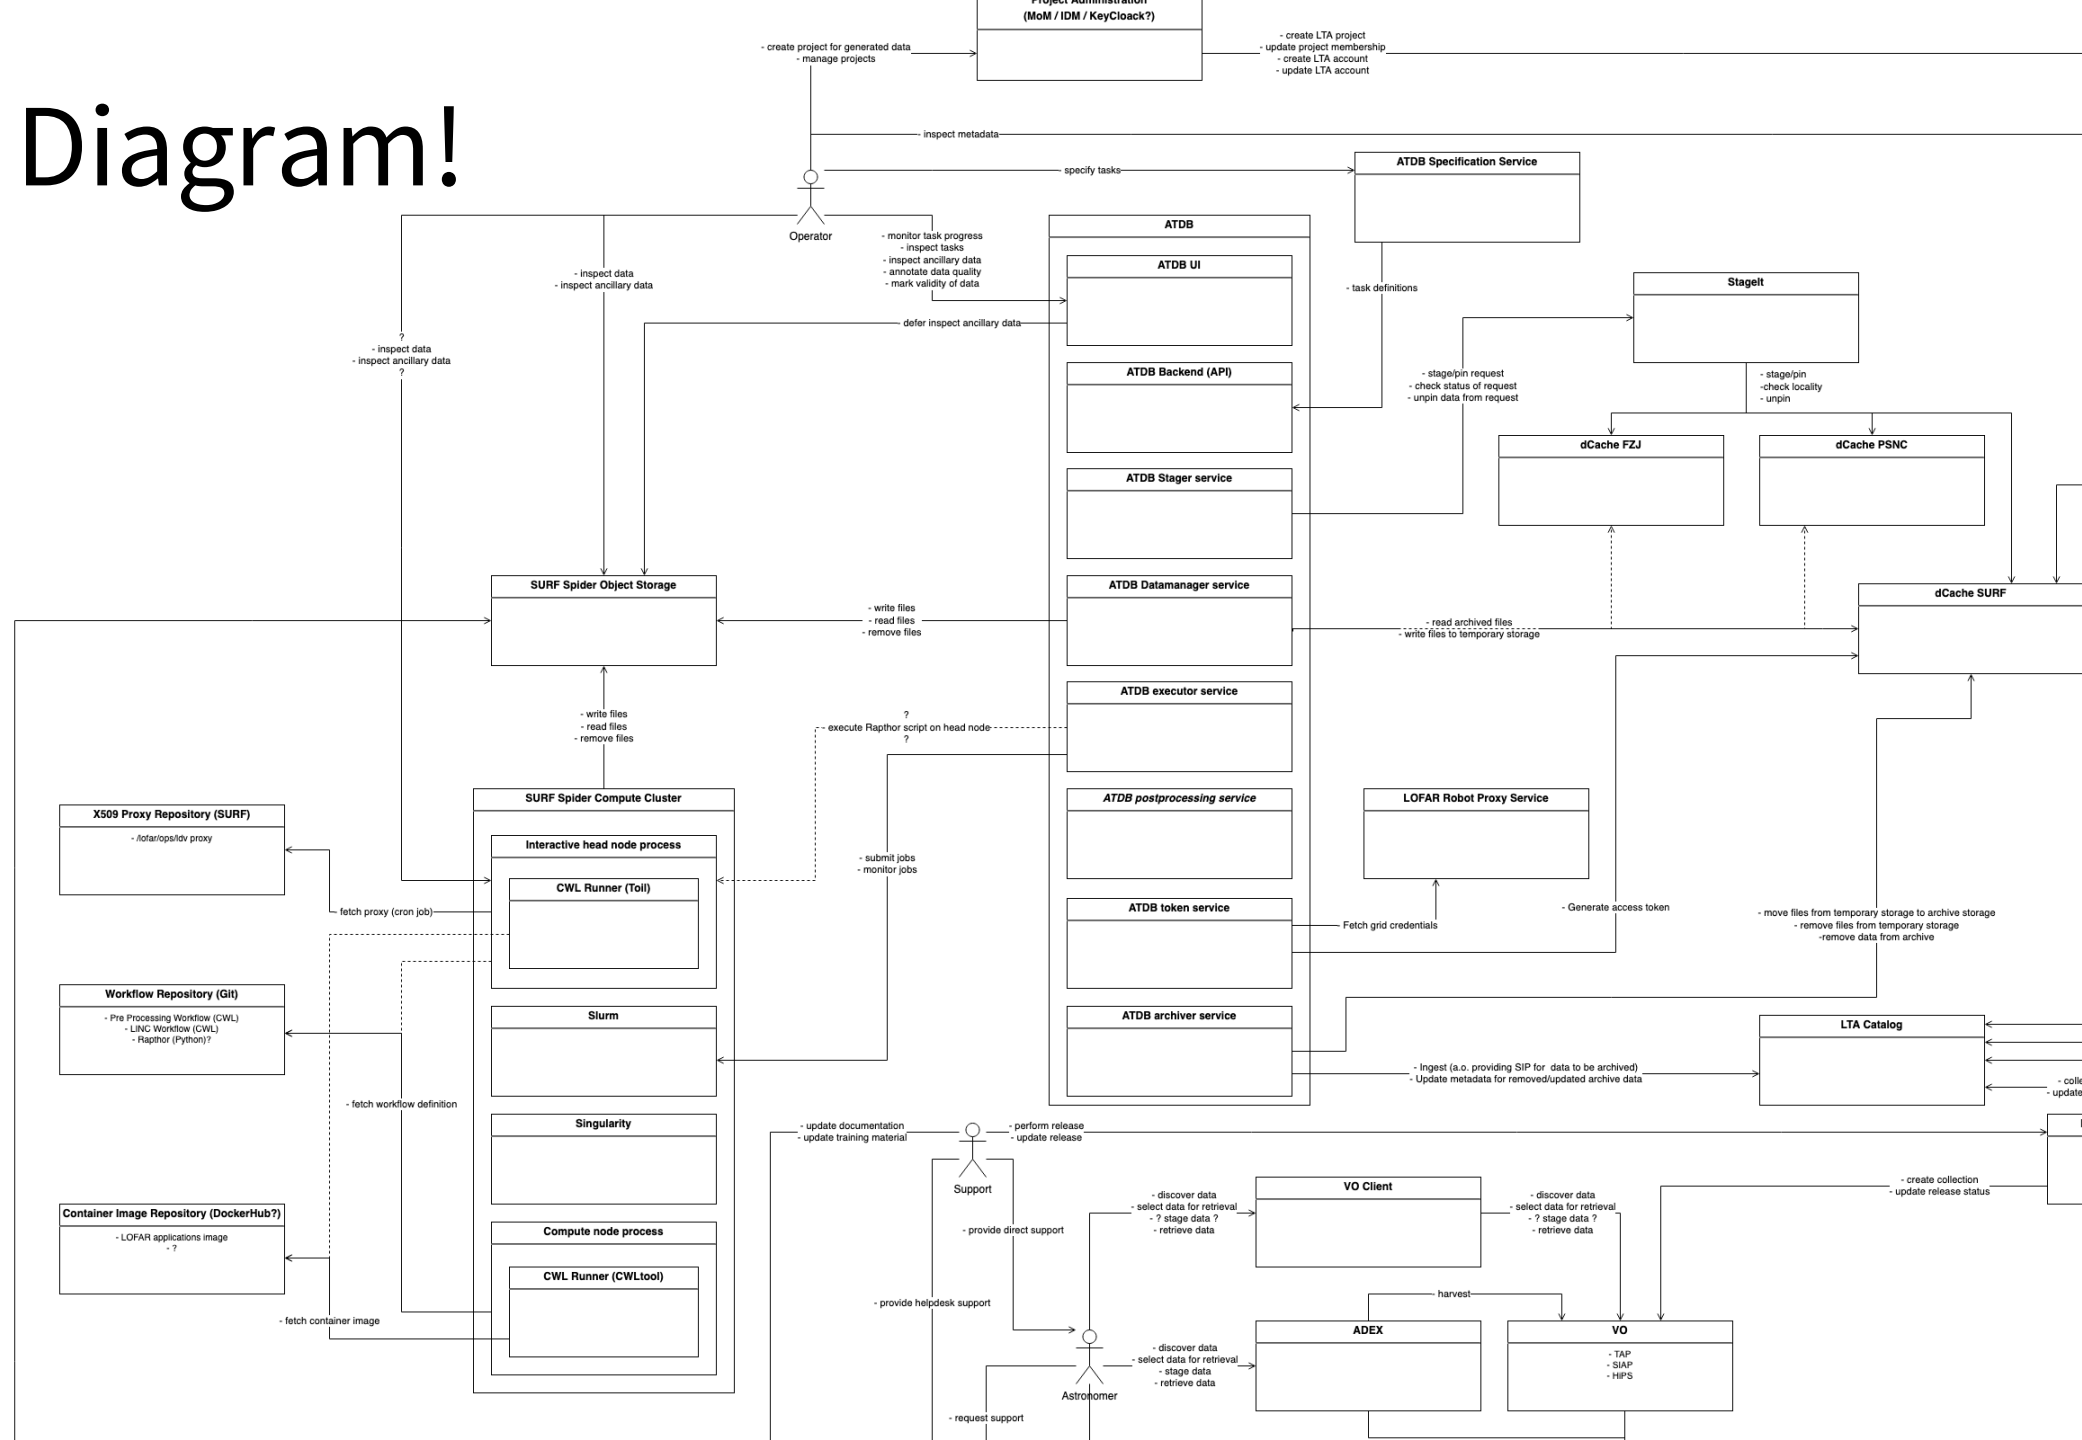 Project Administration
(MoM / IDM / KeyCloack?)
- create project for generated data
- manage projects
- create LTA project
- update project membership
- create LTA account
- update LTA account
Diagram!
- inspect metadata
specify tasks
ATDB Specification Service
Operator
- monitor task progress
- inspect tasks
- inspect ancillary data
- annotate data quality
- mark validity of data
ATDB
ATDB UI
- inspect data
- inspect ancillary data
- task definitions
StageIt
defer inspect ancillary data
?
- inspect data
- inspect ancillary data
?
ATDB Backend (API)
- stage/pin request
- check status of request
- unpin data from request
- stage/pin
-check locality
- unpin
dCache FZJ
dCache PSNC
ATDB Stager service
SURF Spider Object Storage
ATDB Datamanager service
dCache SURF
- write files
- read files
- remove files
- read archived files
- write files to temporary storage
ATDB executor service
- write files
- read files
- remove files
?
execute Rapthor script on head node
?
SURF Spider Compute Cluster
ATDB postprocessing service
LOFAR Robot Proxy Service
X509 Proxy Repository (SURF)
- /lofar/ops/ldv proxy
Interactive head node process
CWL Runner (Toil)
- submit jobs
- monitor jobs
fetch proxy (cron job)
ATDB token service
Fetch grid credentials
- Generate access token
- move files from temporary storage to archive storage
- remove files from temporary storage
-remove data from archive
Workflow Repository (Git)
- Pre Processing Workflow (CWL)
- LINC Workflow (CWL)
- Rapthor (Python)?
Slurm
ATDB archiver service
LTA Catalog
- Ingest (a.o. providing SIP for data to be archived)
- Update metadata for removed/updated archive data
- fetch workflow definition
- update
Singularity
- update documentation
- update training material
- perform release
- update release
Support
VO Client
- create collection
- update release status
- discover data
- select data for retrieval
- ? stage data ?
- retrieve data
- discover data
- select data for retrieval
- ? stage data ?
- retrieve data
Container Image Repository (DockerHub?)
- LOFAR applications image
- ?
Compute node process
CWL Runner (CWLtool)
- provide direct support
- provide helpdesk support
- harvest
- fetch container image
ADEX
VO
- TAP
- SIAP
- HIPS
- discover data
- select data for retrieval
- stage data
- retrieve data
Astronomer
- request support